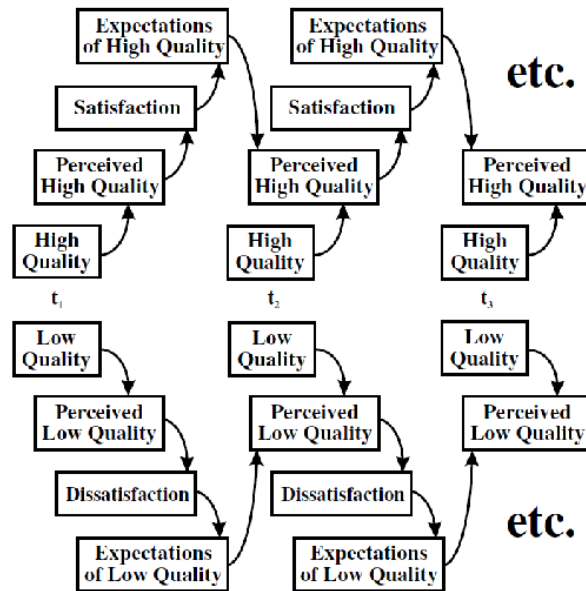 Expectations
of High Quality
Expectations
of High Quality
etc.
Satisfaction
Satisfaction
Perceived
High Quality
Perceived
High Quality
Perceived
High Quality
High
Quality
High
Quality
High
Quality
t₁
t₂
t₃
Low
Quality
Low
Quality
Low
Quality
Perceived
Low Quality
Perceived
Low Quality
Perceived
Low Quality
Dissatisfaction
Dissatisfaction
etc.
Expectations
of Low Quality
Expectations
of Low Quality